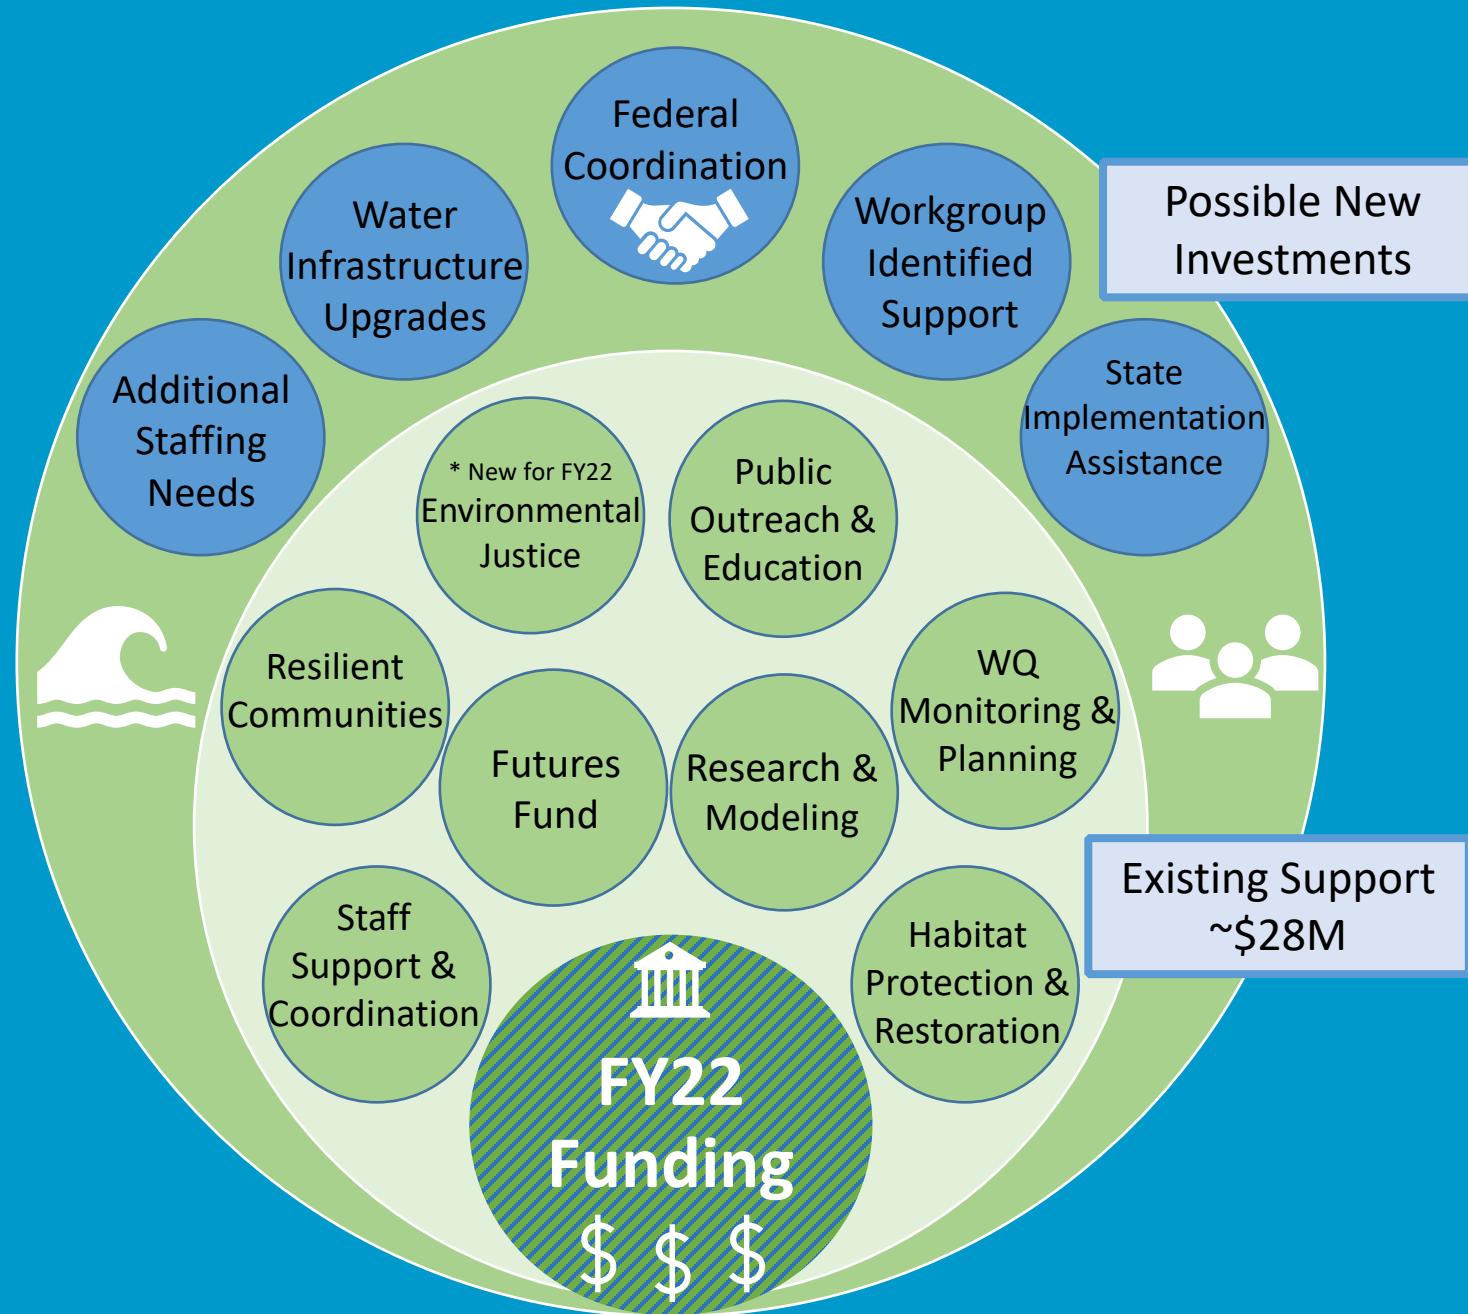 Federal
Coordination
Water
Infrastructure
Upgrades
Workgroup
Identified
Support
Possible New
Investments
Additional
Staffing
Needs
State
Implementation
Assistance
* New for FY22
Environmental
Justice
Public
Outreach &
Education
Resilient
Communities
WQ
Monitoring &
Planning
Futures
Fund
Research &
Modeling
Existing Support
~$28M
Staff
Support &
Coordination
Habitat
Protection &
Restoration
FY22
Funding
$ $ $